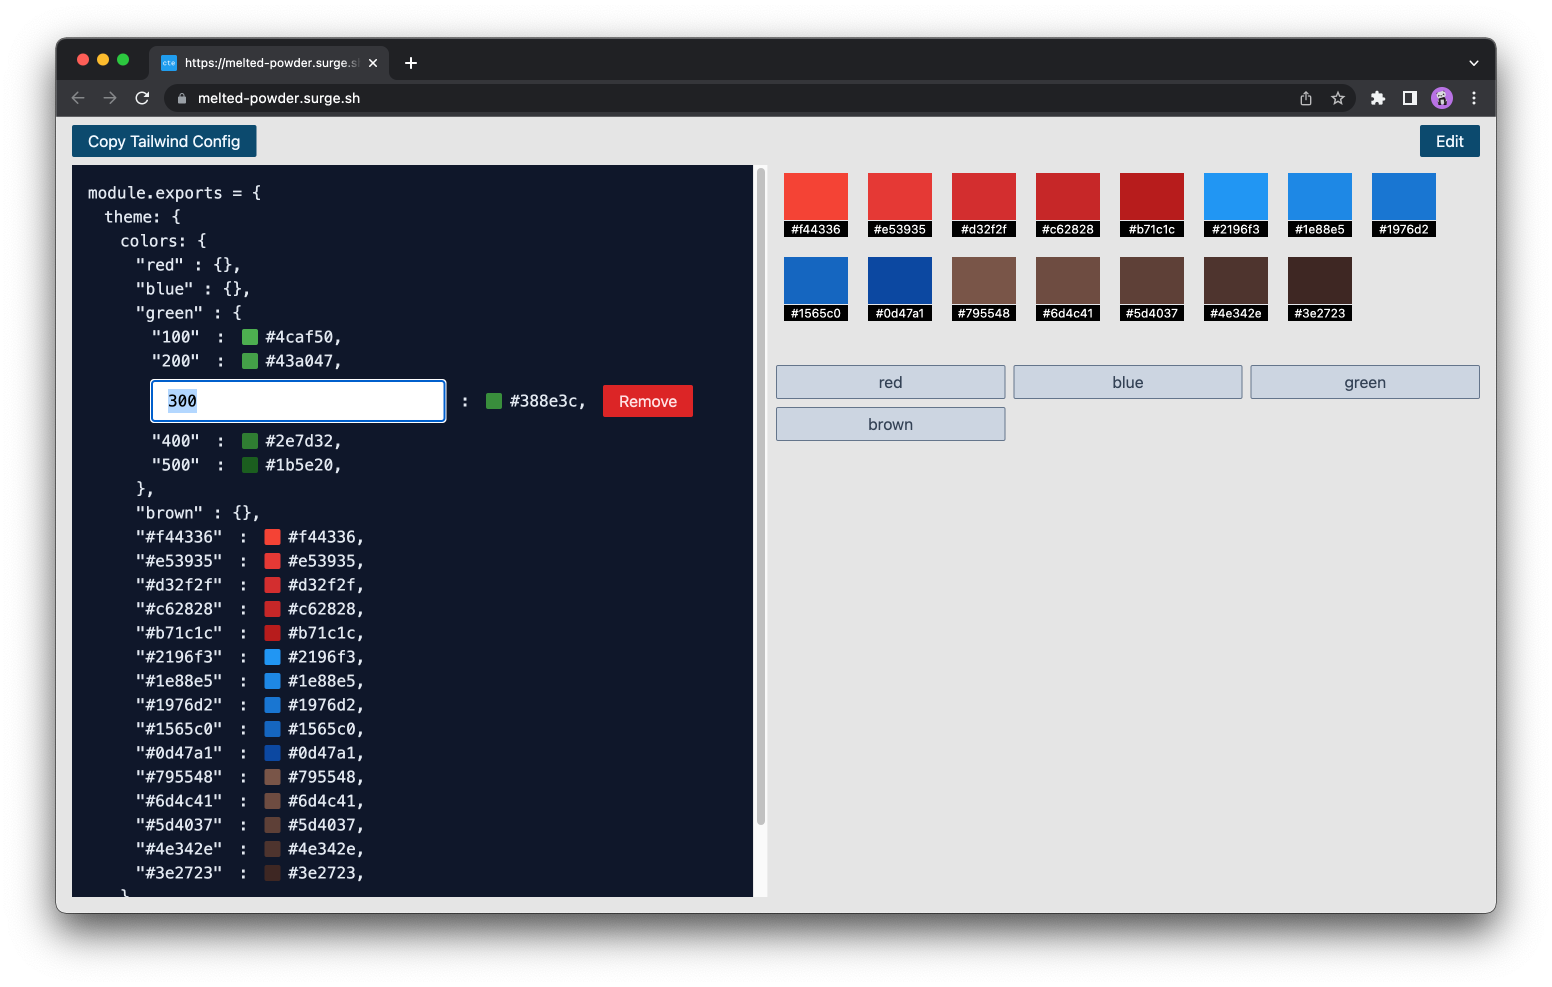 cte https://melted-powder.surge.s
melted-powder.surge.sh
Copy Tailwind Config
Edit
module.exports = {
theme: {
colors: {
"red" : {},
"blue" : {},
"green" : {
"100" : #4caf50,
"200" : #43a047,
300 : #388e3c, Remove
"400" : #2e7d32,
"500" : #1b5e20,
},
"brown" : {},
"#f44336" : #f44336,
"#e53935" : #e53935,
"#d32f2f" : #d32f2f,
"#c62828" : #c62828,
"#b71c1c" : #b71c1c,
"#2196f3" : #2196f3,
"#1e88e5" : #1e88e5,
"#1976d2" : #1976d2,
"#1565c0" : #1565c0,
"#0d47a1" : #0d47a1,
"#795548" : #795548,
"#6d4c41" : #6d4c41,
"#5d4037" : #5d4037,
"#4e342e" : #4e342e,
"#3e2723" : #3e2723,
}
#f44336 #e53935 #d32f2f #c62828 #b71c1c #2196f3 #1e88e5 #1976d2
#1565c0 #0d47a1 #795548 #6d4c41 #5d4037 #4e342e #3e2723
red blue green
brown